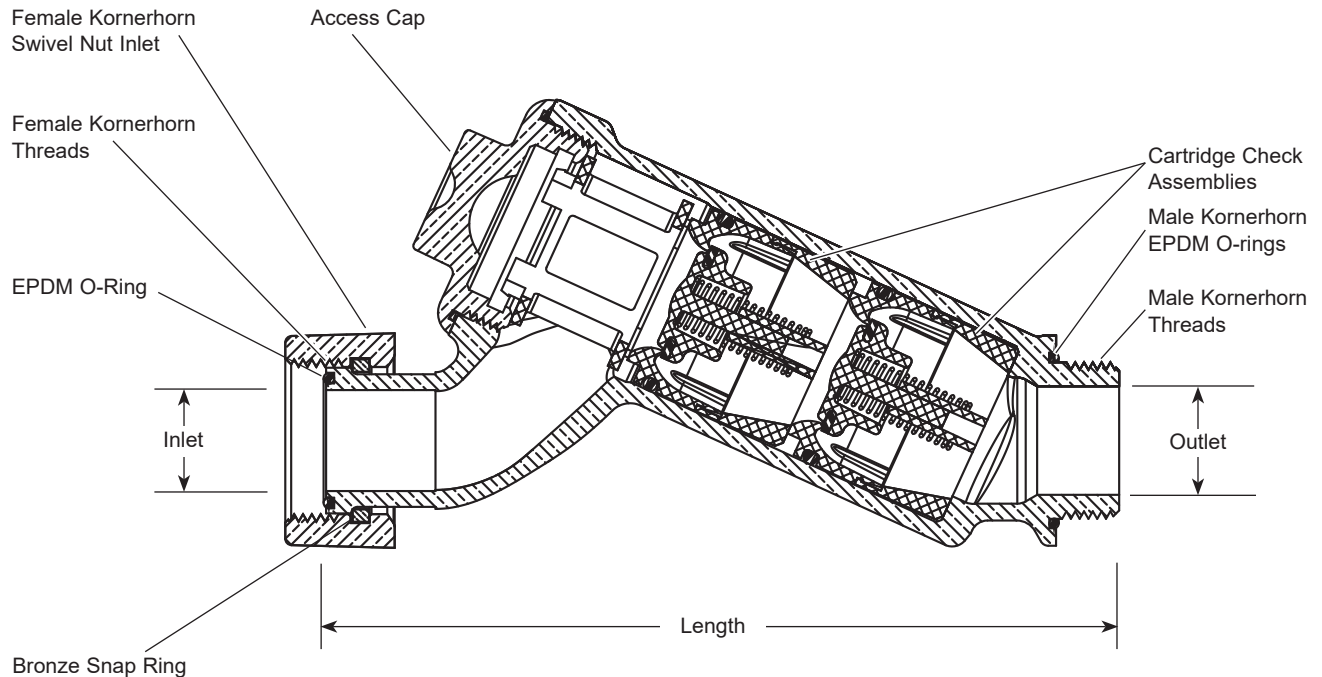 Female Kornerhorn
Swivel Nut Inlet
Access Cap
Female Kornerhorn
Threads
Cartridge Check
Assemblies
Male Kornerhorn
EPDM O-rings
EPDM O-Ring
Male Kornerhorn
Threads
Inlet
Outlet
Length
Bronze Snap Ring